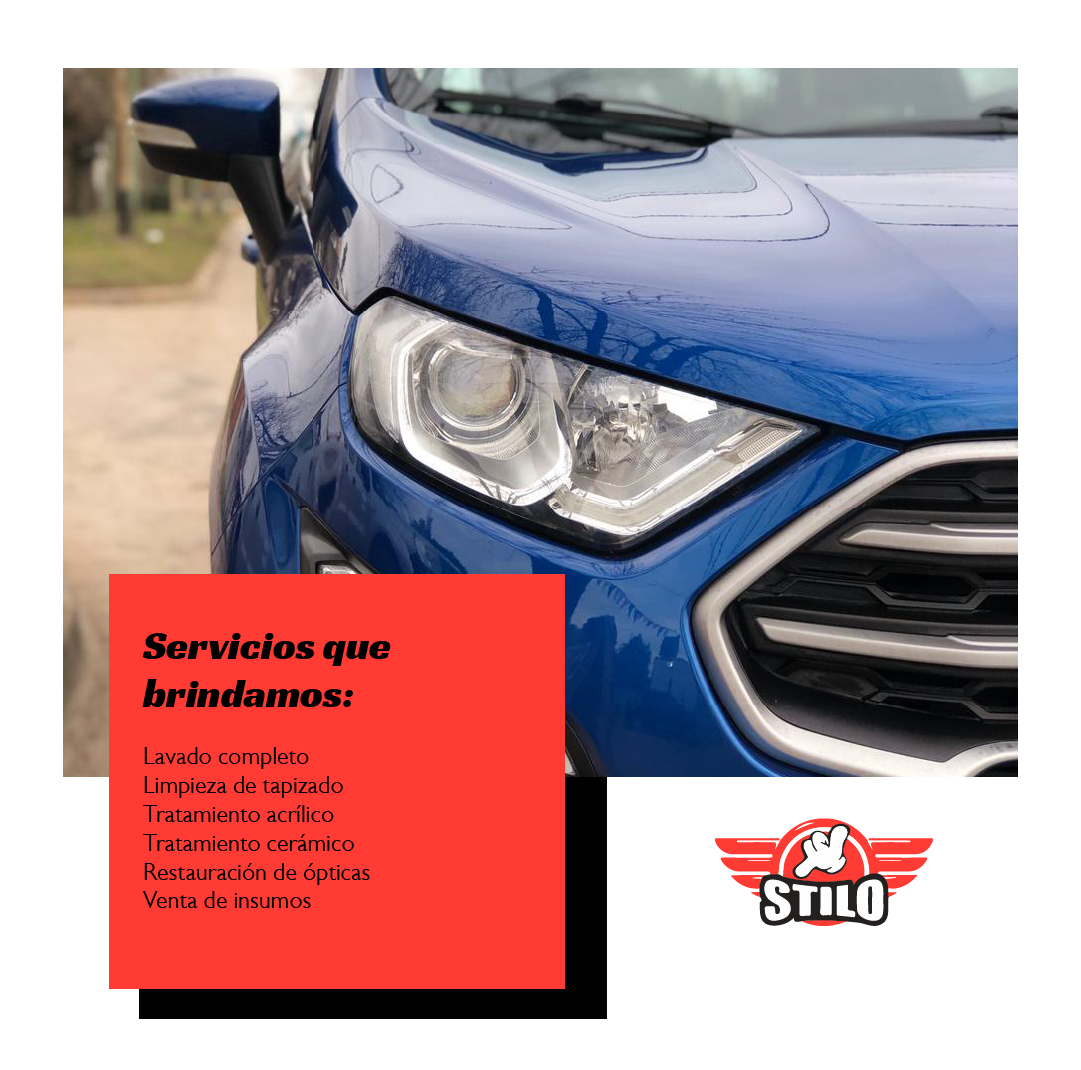 Servicios que
brindamos:
Lavado completo
Limpieza de tapizado
Tratamiento acrílico
Tratamiento cerámico
Restauración de ópticas
Venta de insumos
STILO